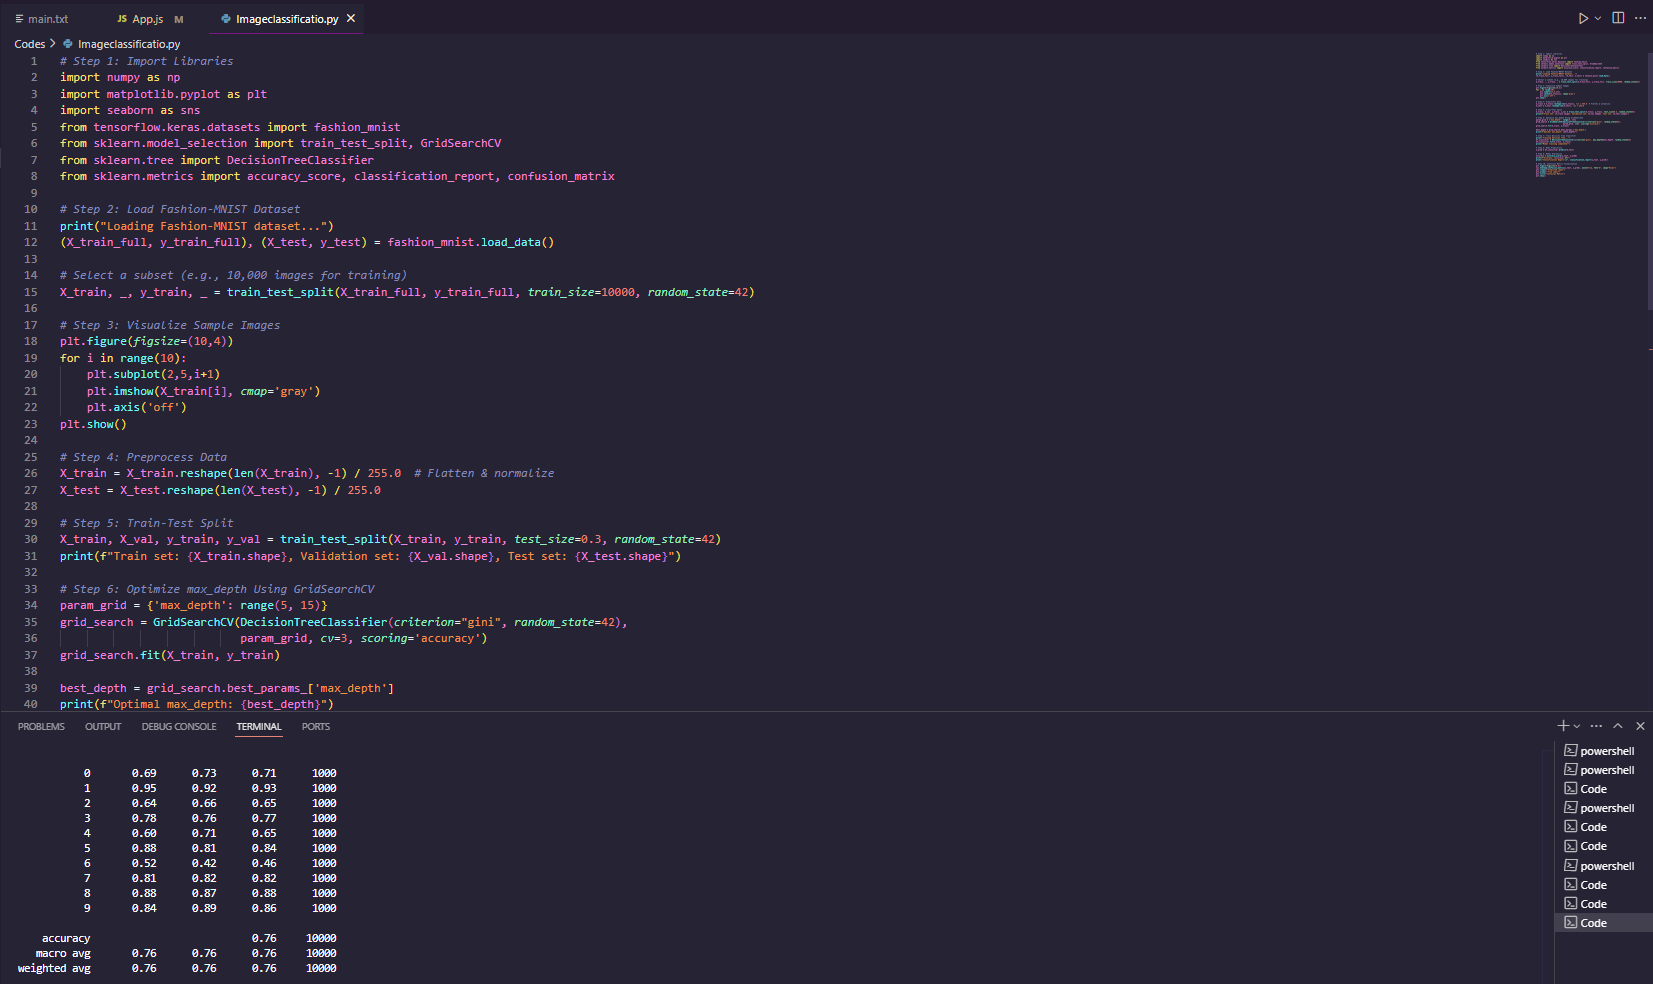 main.txt
JS App.js M
Imageclassificatio.py
Codes > Imageclassificatio.py
1 # Step 1: Import Libraries
2 import numpy as np
3 import matplotlib.pyplot as plt
4 import seaborn as sns
5 from tensorflow.keras.datasets import fashion_mnist
6 from sklearn.model_selection import train_test_split, GridSearchCV
7 from sklearn.tree import DecisionTreeClassifier
8 from sklearn.metrics import accuracy_score, classification_report, confusion_matrix
9
10 # Step 2: Load Fashion-MNIST Dataset
11 print("Loading Fashion-MNIST dataset...")
12 (X_train_full, y_train_full), (X_test, y_test) = fashion_mnist.load_data()
13
14 # Select a subset (e.g., 10,000 images for training)
15 X_train, _, y_train, _ = train_test_split(X_train_full, y_train_full, train_size=10000, random_state=42)
16
17 # Step 3: Visualize Sample Images
18 plt.figure(figsize=(10,4))
19 for i in range(10):
20     plt.subplot(2,5,i+1)
21     plt.imshow(X_train[i], cmap='gray')
22     plt.axis('off')
23 plt.show()
24
25 # Step 4: Preprocess Data
26 X_train = X_train.reshape(len(X_train), -1) / 255.0  # Flatten & normalize
27 X_test = X_test.reshape(len(X_test), -1) / 255.0
28
29 # Step 5: Train-Test Split
30 X_train, X_val, y_train, y_val = train_test_split(X_train, y_train, test_size=0.3, random_state=42)
31 print(f"Train set: {X_train.shape}, Validation set: {X_val.shape}, Test set: {X_test.shape}")
32
33 # Step 6: Optimize max_depth Using GridSearchCV
34 param_grid = {'max_depth': range(5, 15)}
35 grid_search = GridSearchCV(DecisionTreeClassifier(criterion="gini", random_state=42),
36                            param_grid, cv=3, scoring='accuracy')
37 grid_search.fit(X_train, y_train)
38
39 best_depth = grid_search.best_params_['max_depth']
40 print(f"Optimal max_depth: {best_depth}")
PROBLEMS OUTPUT DEBUG CONSOLE TERMINAL PORTS
0 0.69 0.73 0.71 1000
1 0.95 0.92 0.93 1000
2 0.64 0.66 0.65 1000
3 0.78 0.76 0.77 1000
4 0.60 0.71 0.65 1000
5 0.88 0.81 0.84 1000
6 0.52 0.42 0.46 1000
7 0.81 0.82 0.82 1000
8 0.88 0.87 0.88 1000
9 0.84 0.89 0.86 1000
accuracy 0.76 10000
macro avg 0.76 0.76 0.76 10000
weighted avg 0.76 0.76 0.76 10000
powershell
powershell
Code
powershell
Code
Code
powershell
Code
Code
Code